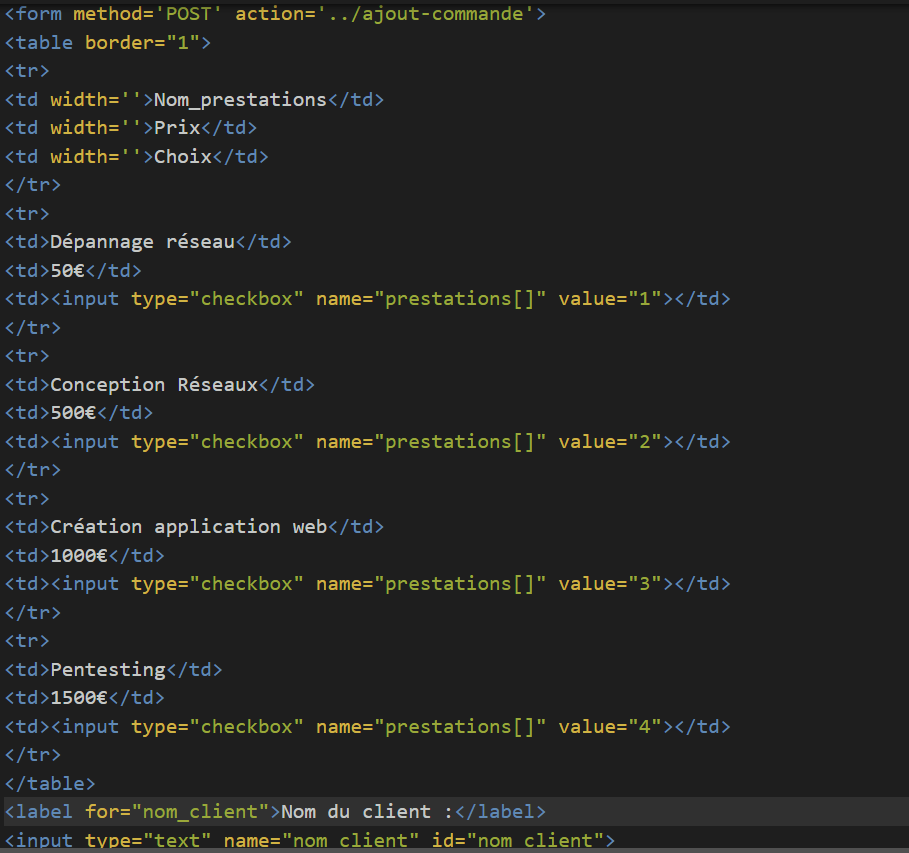 <form method='POST' action='../ajout-commande'>
<table border="1">
<tr>
<td width=''>Nom_prestations</td>
<td width=''>Prix</td>
<td width=''>Choix</td>
</tr>
<tr>
<td>Dépannage réseau</td>
<td>50€</td>
<td><input type="checkbox" name="prestations[]" value="1"></td>
</tr>
<tr>
<td>Conception Réseaux</td>
<td>500€</td>
<td><input type="checkbox" name="prestations[]" value="2"></td>
</tr>
<tr>
<td>Création application web</td>
<td>1000€</td>
<td><input type="checkbox" name="prestations[]" value="3"></td>
</tr>
<tr>
<td>Pentesting</td>
<td>1500€</td>
<td><input type="checkbox" name="prestations[]" value="4"></td>
</tr>
</table>
<label for="nom_client">Nom du client :</label>
<input type="text" name="nom_client" id="nom_client">